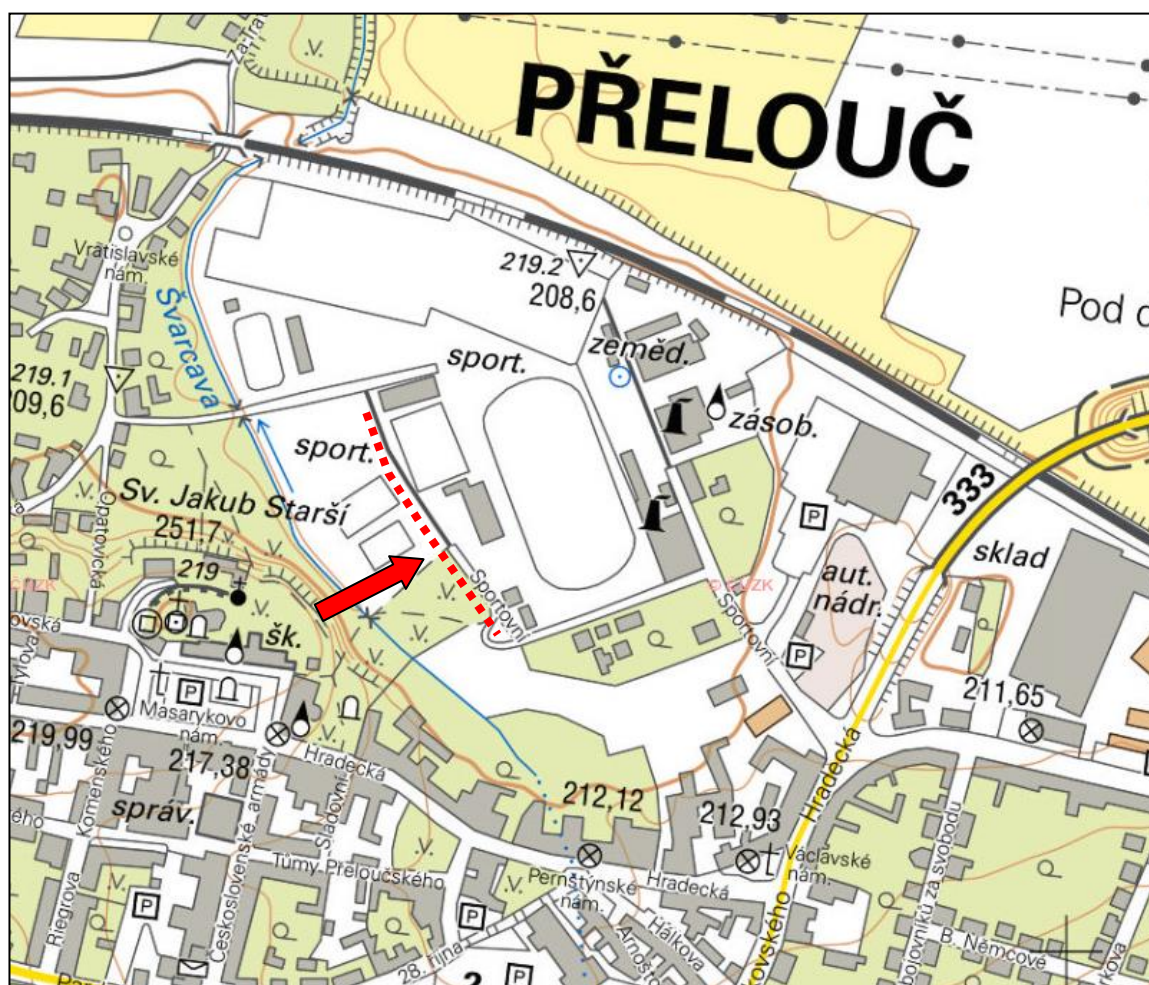 Za Tratí
PŘELOUČ
Vratislavské
nám.
219.2
208,6
Pod
Švarcava
zeměd.
sport.
219.1
209,6
zásob.
sport.
333
Sv. Jakub Starší
251.7
Opatovická
sklad
219
© ČÚZK
aut.
nádr.
Sportovní
Sportovní
šk.
P
P
211,65
P
Masarykovo
nám.
219,99
217,38
Hradecká
Komenského
Československé armády
Sladovní
Hradecká
212,12
212,93
správ.
Tůmy Přeloučského
Václavské
nám.
Pernštýnské
nám.
Hradecká
Riegrova
P
P
28. října
Hálkova
B. Němcové
2
P
P